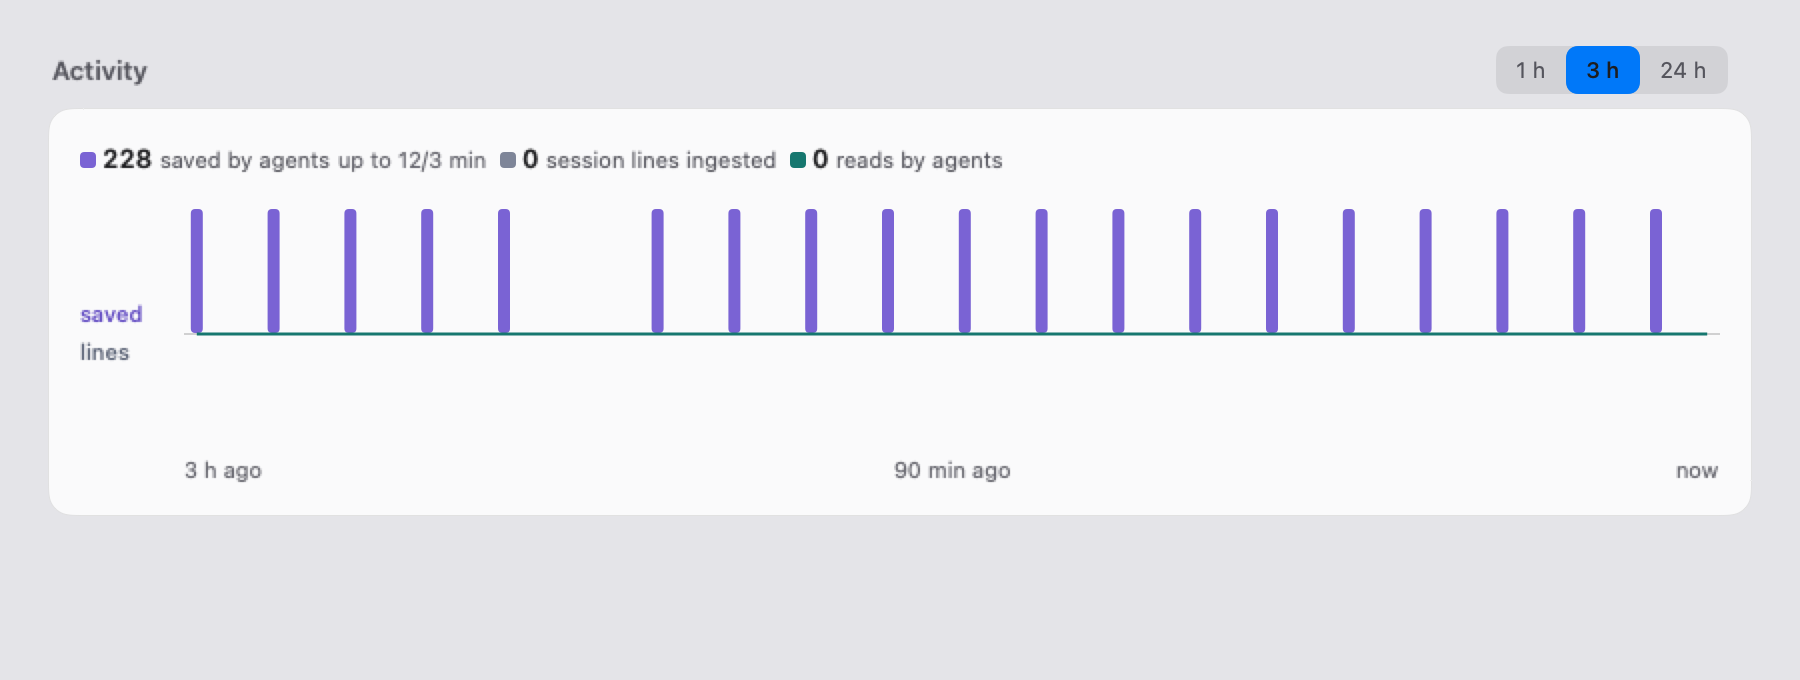 Activity
1 h 3 h 24 h
228 saved by agents up to 12/3 min 0 session lines ingested 0 reads by agents
saved
lines
3 h ago 90 min ago now